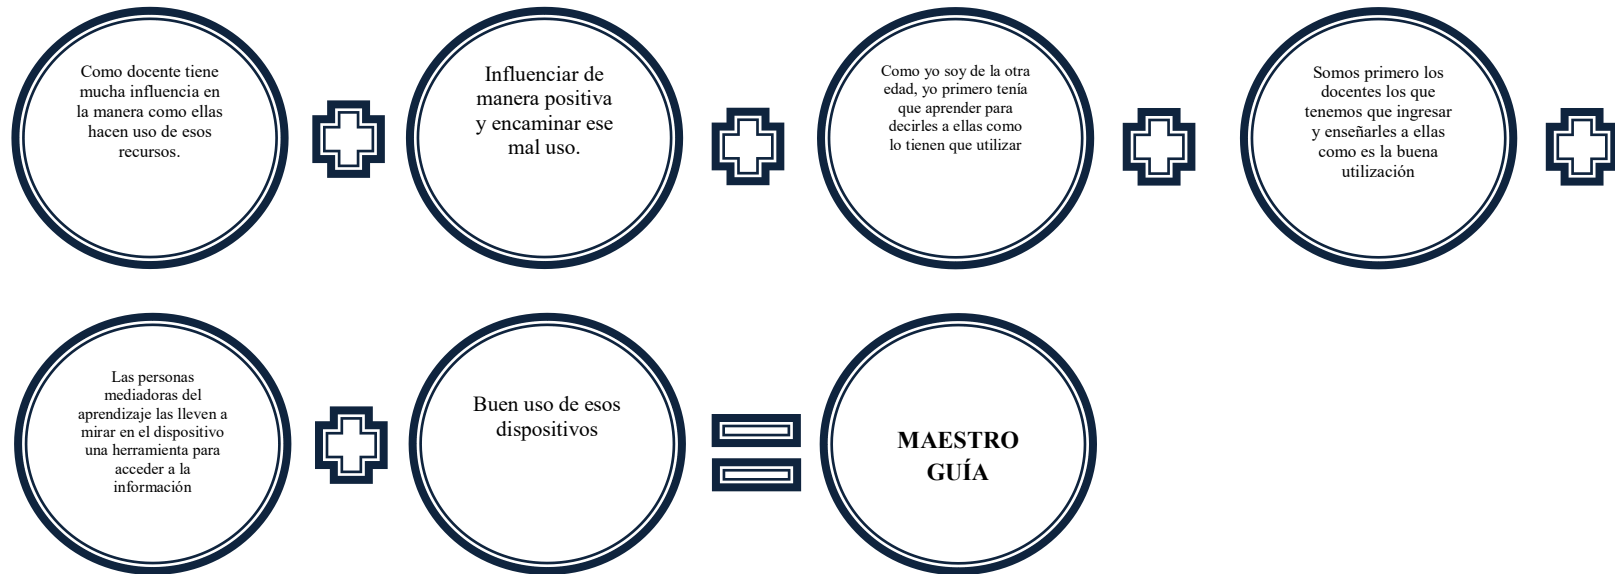 Como docente tiene
mucha influencia en
la manera como ellas
hacen uso de esos
recursos.
Influenciar de
manera positiva
y encaminar ese
mal uso.
Como yo soy de la otra
edad, yo primero tenía
que aprender para
decirles a ellas como
lo tienen que utilizar
Somos primero los
docentes los que
tenemos que ingresar
y enseñarles a ellas
como es la buena
utilización
Las personas
mediadoras del
aprendizaje las lleven a
mirar en el dispositivo
una herramienta para
acceder a la
información
Buen uso de esos
dispositivos
MAESTRO
GUÍA